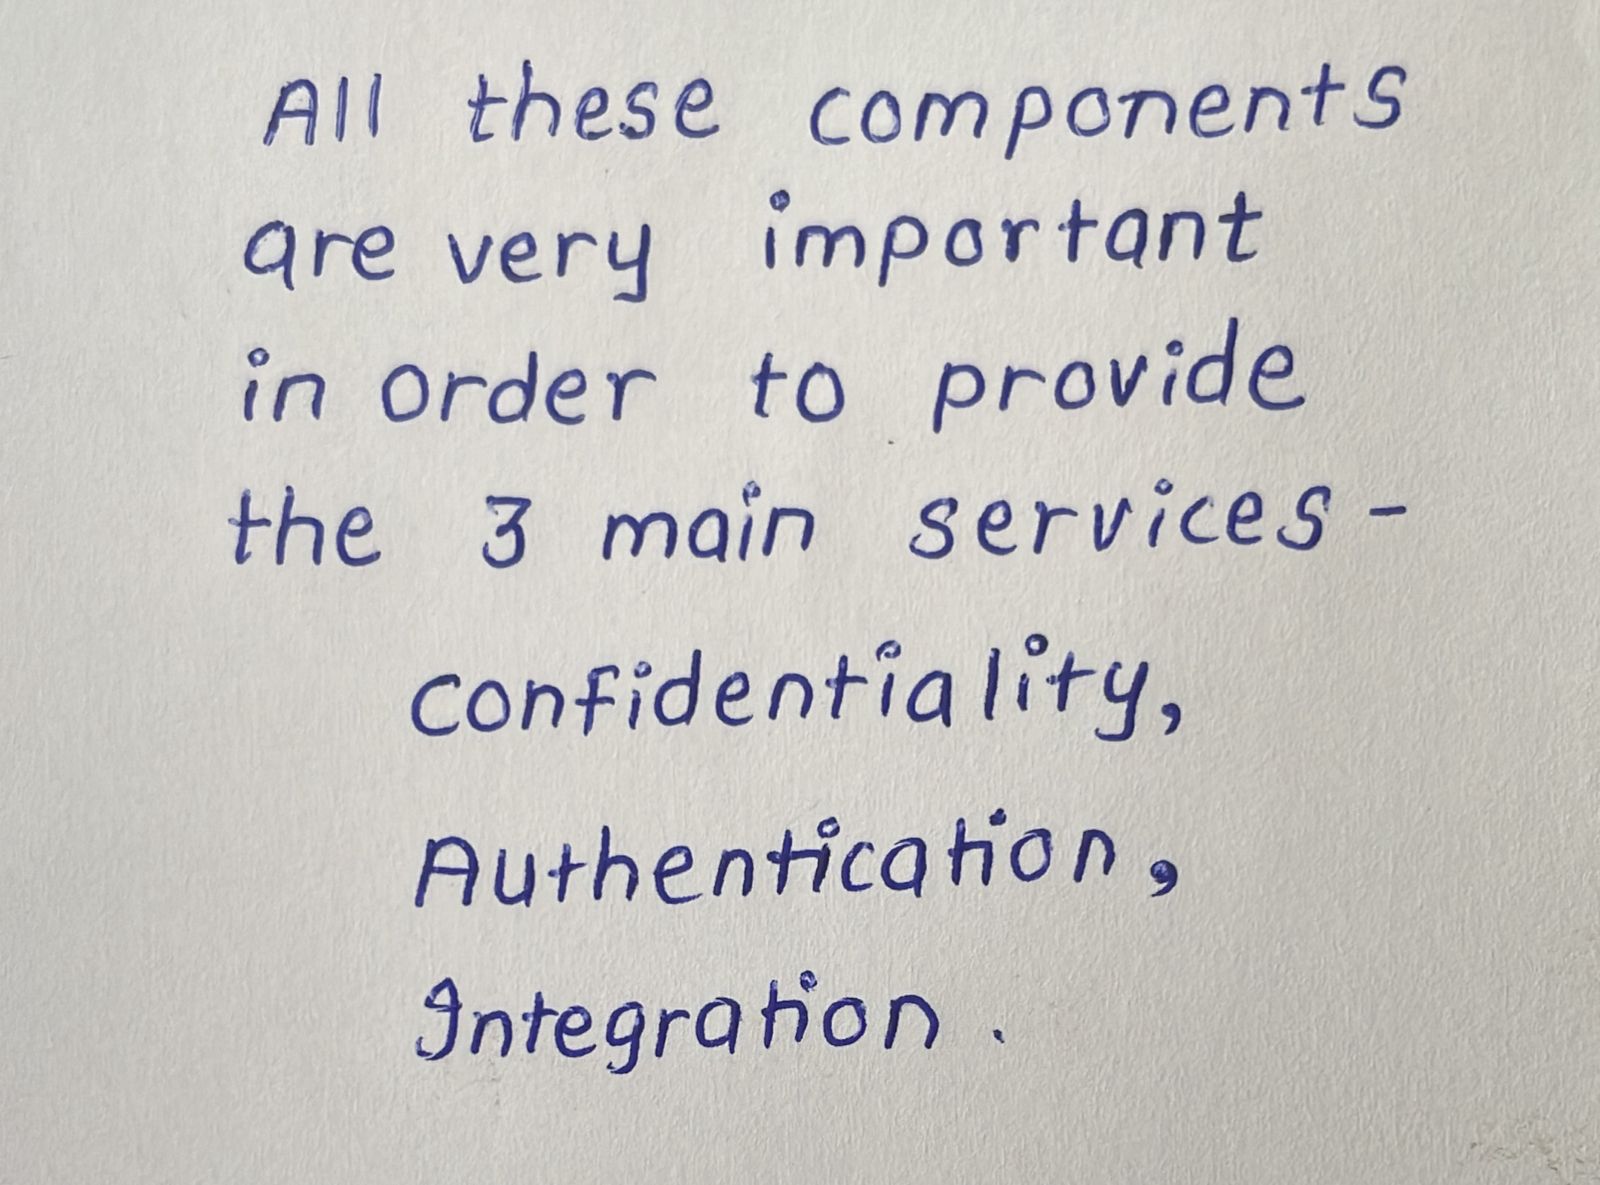 All these components
are very important
in order to provide
the 3 main services -
confidentiality,
Authentication,
Integration.